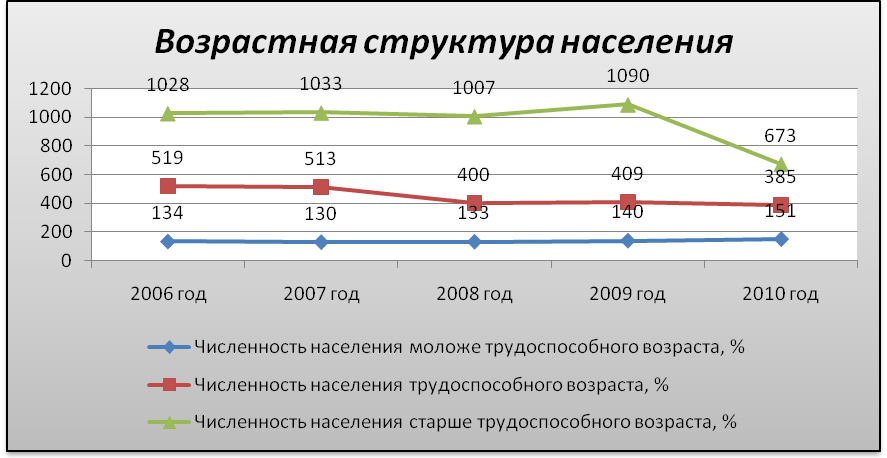 Возрастная структура населения
1200
1000
800
600
400
200
0
1028
1033
1007
1090
673
519
513
400
409
385
134
130
133
140
151
2006 год
2007 год
2008 год
2009 год
2010 год
Численность населения моложе трудоспособного возраста, %
Численность населения трудоспособного возраста, %
Численность населения старше трудоспособного возраста, %